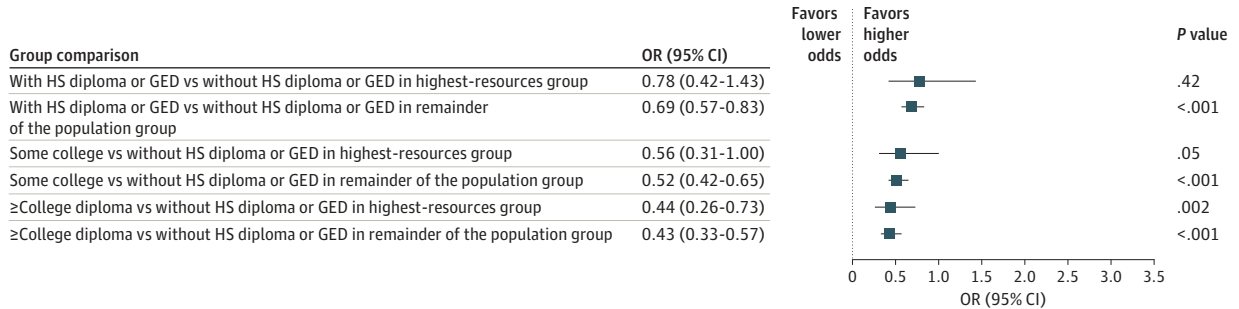 Favors lower odds
Favors higher odds
Group comparison OR (95% CI) P value
With HS diploma or GED vs without HS diploma or GED in highest-resources group 0.78 (0.42-1.43) .42
With HS diploma or GED vs without HS diploma or GED in remainder 0.69 (0.57-0.83) <.001
of the population group
Some college vs without HS diploma or GED in highest-resources group 0.56 (0.31-1.00) .05
Some college vs without HS diploma or GED in remainder of the population group 0.52 (0.42-0.65) <.001
≥College diploma vs without HS diploma or GED in highest-resources group 0.44 (0.26-0.73) .002
≥College diploma vs without HS diploma or GED in remainder of the population group 0.43 (0.33-0.57) <.001
0 0.5 1.0 1.5 2.0 2.5 3.0 3.5
OR (95% CI)